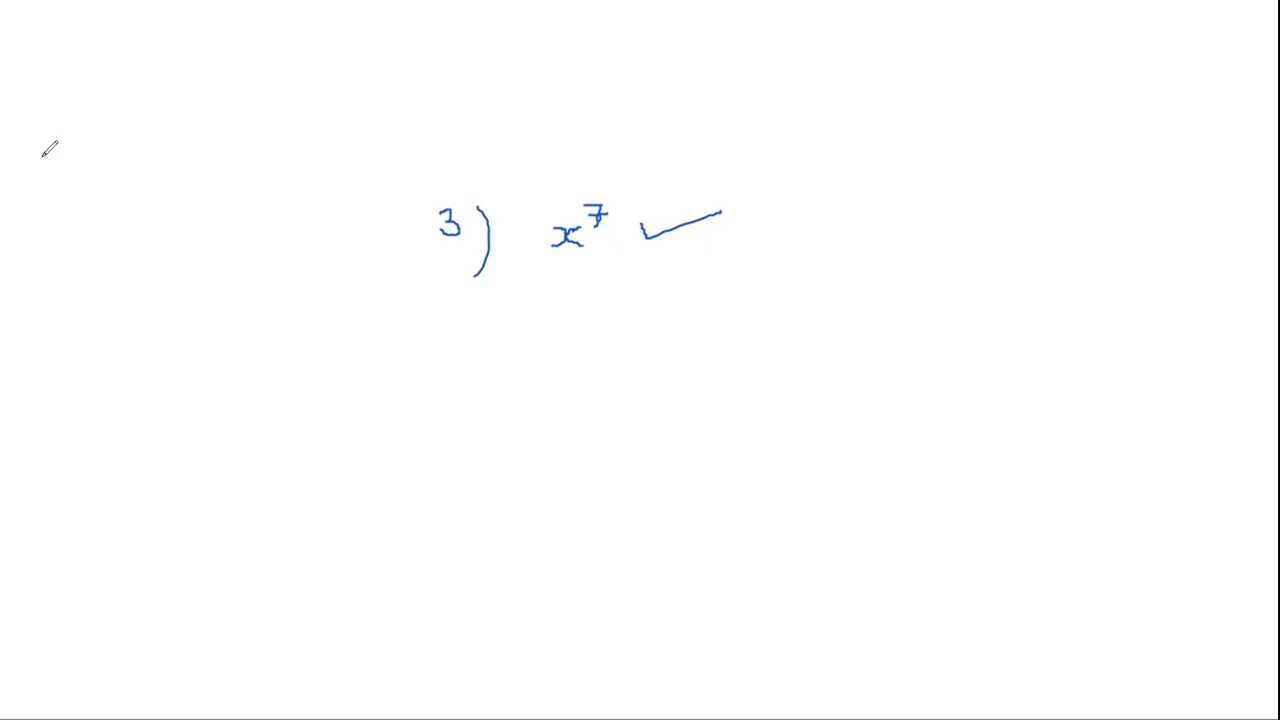 3) x⁷ ✓